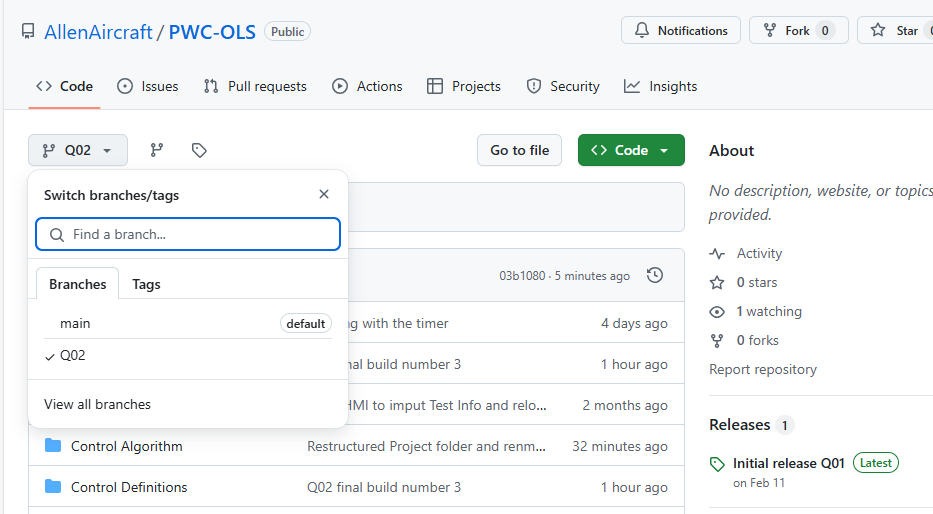 AllenAircraft / PWC-OLS Public
Notifications
Fork 0
Star
Code
Issues
Pull requests
Actions
Projects
Security
Insights
Q02
Go to file
Code
Switch branches/tags
Find a branch...
Branches
Tags
main default
Q02
View all branches
03b1080 · 5 minutes ago
with the timer 4 days ago
build number 3 1 hour ago
to imput Test Info and relo... 2 months ago
Control Algorithm Restructured Project folder and renm... 32 minutes ago
Control Definitions Q02 final build number 3 1 hour ago
About
No description, website, or topics
provided.
Activity
0 stars
1 watching
0 forks
Report repository
Releases 1
Initial release Q01 Latest
on Feb 11